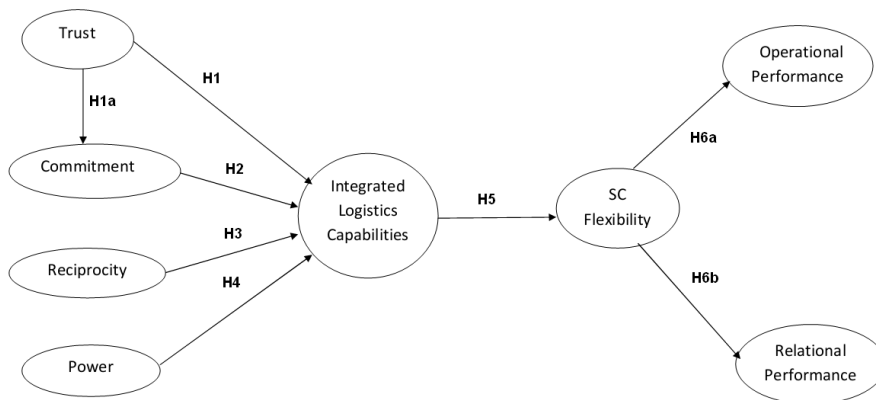 Trust
H1
H1a
Commitment
H2
Reciprocity
H3
Power
H4
Integrated
Logistics
Capabilities
H5
SC
Flexibility
H6a
Operational
Performance
H6b
Relational
Performance